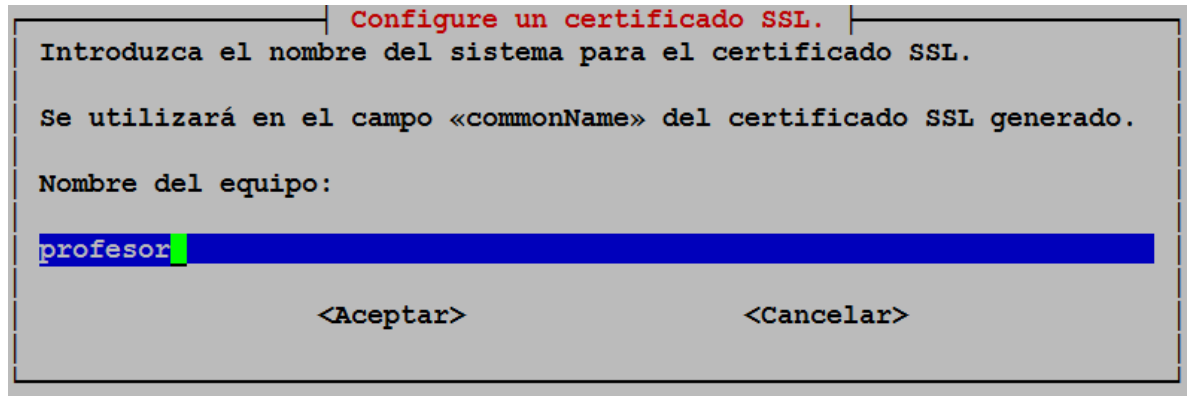 Configure un certificado SSL.
Introduzca el nombre del sistema para el certificado SSL.
Se utilizará en el campo «commonName» del certificado SSL generado.
Nombre del equipo:
profesor
<Aceptar> <Cancelar>